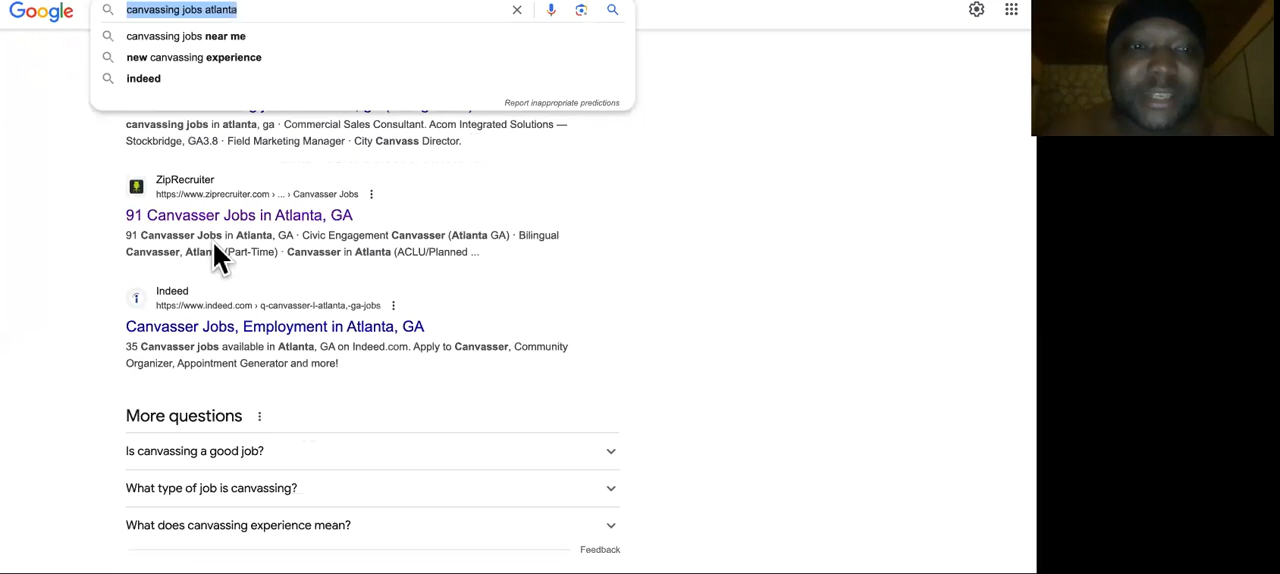 Google
canvassing jobs atlanta
canvassing jobs near me
new canvassing experience
indeed
Report inappropriate predictions
canvassing jobs in atlanta, ga · Commercial Sales Consultant. Acom Integrated Solutions —
Stockbridge, GA3.8 · Field Marketing Manager · City Canvass Director.
ZipRecruiter
https://www.ziprecruiter.com › ... › Canvasser Jobs
91 Canvasser Jobs in Atlanta, GA
91 Canvasser Jobs in Atlanta, GA · Civic Engagement Canvasser (Atlanta GA) · Bilingual
Canvasser, (Part-Time) · Canvasser in Atlanta (ACLU/Planned ...
Indeed
https://www.indeed.com › q-canvasser-l-atlanta,-ga-jobs
Canvasser Jobs, Employment in Atlanta, GA
35 Canvasser jobs available in Atlanta, GA on Indeed.com. Apply to Canvasser, Community
Organizer, Appointment Generator and more!
More questions
Is canvassing a good job?
What type of job is canvassing?
What does canvassing experience mean?
Feedback